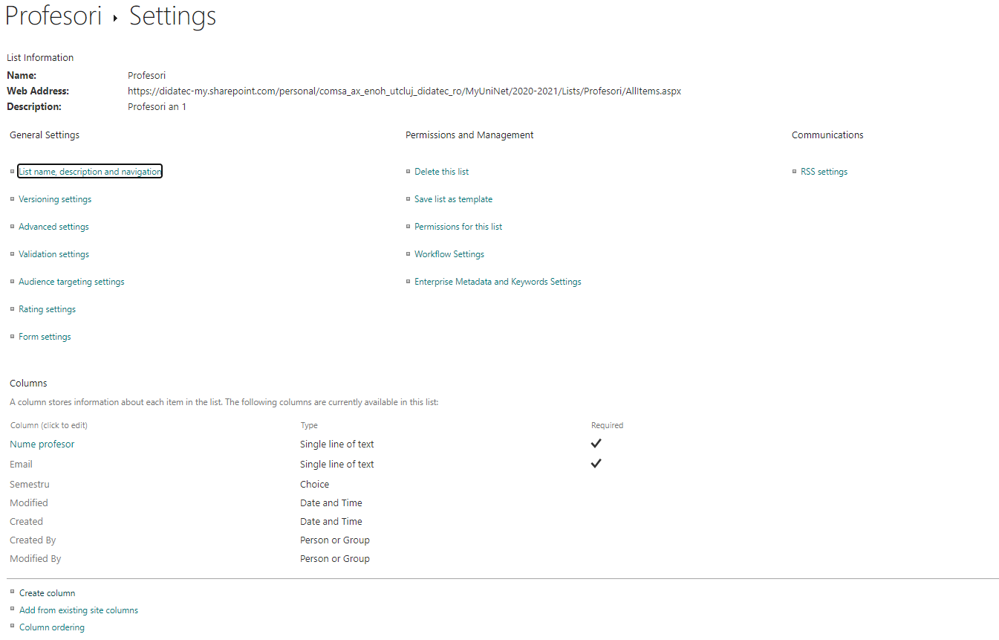 Profesori ▸ Settings
List Information
Name: Profesori
Web Address: https://didatec-my.sharepoint.com/personal/comsa_ax_enoh_utcluj_didatec_ro/MyUniNet/2020-2021/Lists/Profesori/AllItems.aspx
Description: Profesori an 1
General Settings
List name, description and navigation
Versioning settings
Advanced settings
Validation settings
Audience targeting settings
Rating settings
Form settings
Permissions and Management
Delete this list
Save list as template
Permissions for this list
Workflow Settings
Enterprise Metadata and Keywords Settings
Communications
RSS settings
Columns
A column stores information about each item in the list. The following columns are currently available in this list:
Column (click to edit) Type Required
Nume profesor Single line of text ✓
Email Single line of text ✓
Semestru Choice
Modified Date and Time
Created Date and Time
Created By Person or Group
Modified By Person or Group
Create column
Add from existing site columns
Column ordering